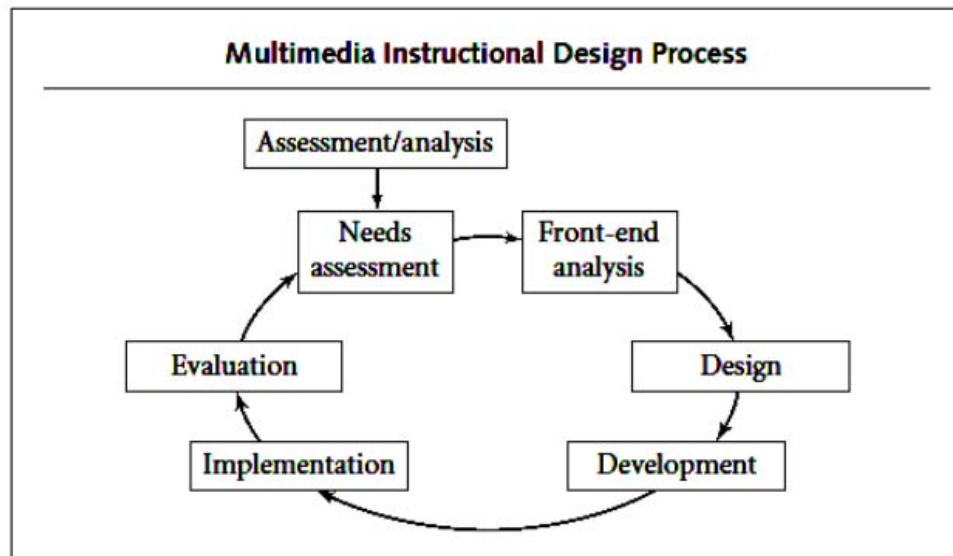 Multimedia Instructional Design Process
Assessment/analysis
Needs
assessment
Front-end
analysis
Evaluation
Design
Implementation
Development